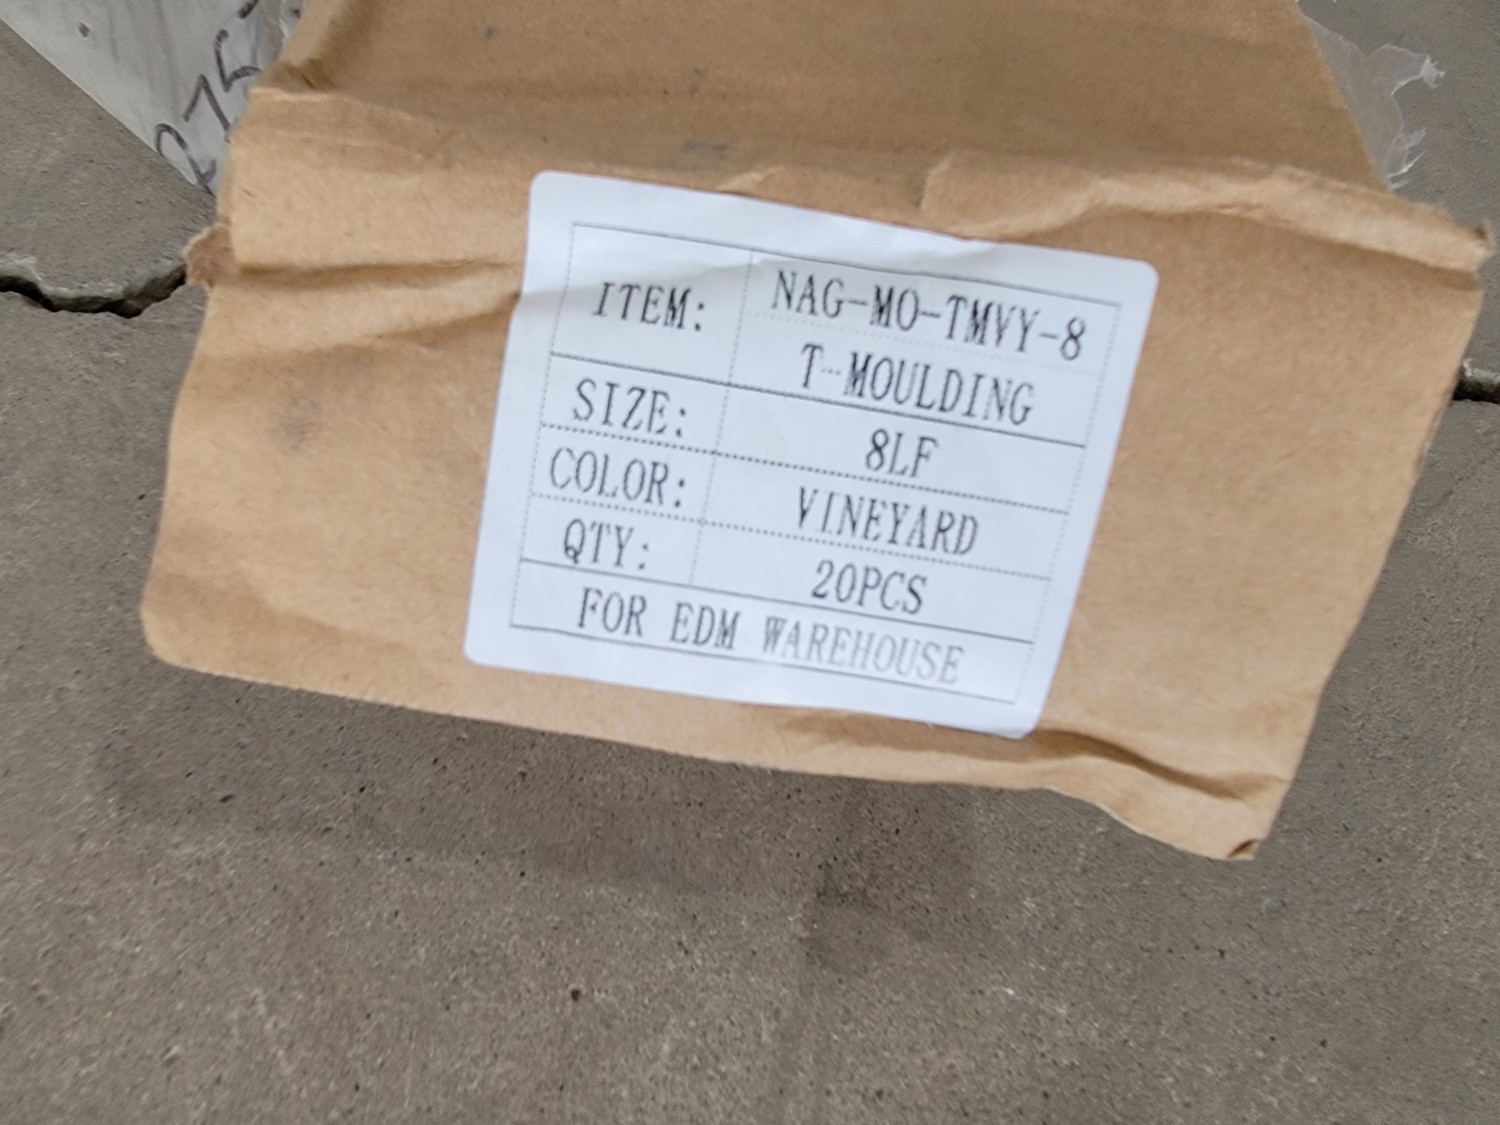 ITEM: NAG-MO-TMVY-8
T-MOULDING
SIZE: 8LF
COLOR: VINEYARD
QTY: 20PCS
FOR EDM WAREHOUSE